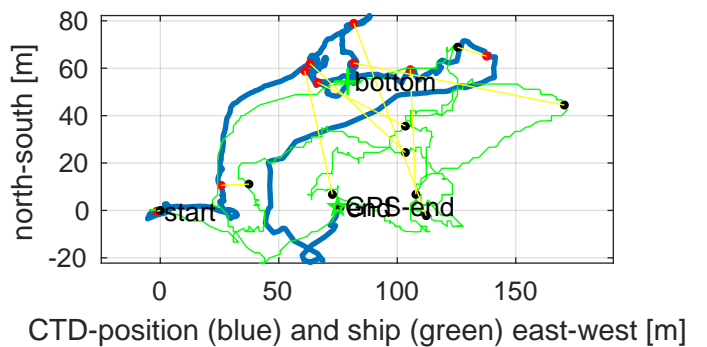 80
60
40
20
0
-20
north-south [m]
bottom
start
GPS-end
end
0
50
100
150
CTD-position (blue) and ship (green) east-west [m]